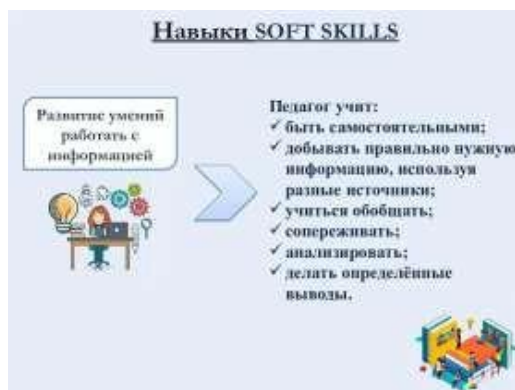 Навыки SOFT SKILLS
Развитие умений
работать с
информацией
Педагог учит:
✓ быть самостоятельными;
✓ добывать правильно нужную
информацию, используя
разные источники;
✓ учиться обобщать;
✓ сопереживать;
✓ анализировать;
✓ делать определённые
выводы.